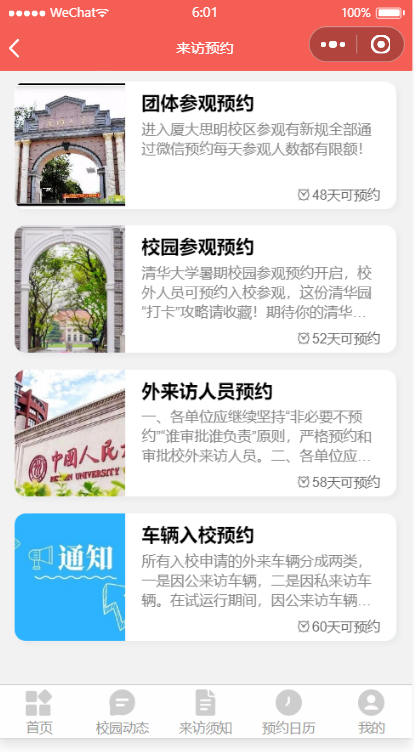 WeChat
6:01
100%
来访预约
团体参观预约
进入厦大思明校区参观有新规全部通
过微信预约每天参观人数都有限额！
48天可预约
校园参观预约
清华大学暑期校园参观预约开启，校
外人员可预约入校参观，这份清华园
“打卡”攻略请收藏！期待你的清华…
52天可预约
中国人民
外来访人员预约
一、各单位应继续坚持“非必要不预
约”“谁审批谁负责”原则，严格预约和
审批校外来访人员。二、各单位应…
58天可预约
通知
车辆入校预约
所有入校申请的外来车辆分成两类，
一是因公来访车辆，二是因私来访车
辆。在试运行期间，因公来访车辆…
60天可预约
首页
校园动态
来访须知
预约日历
我的